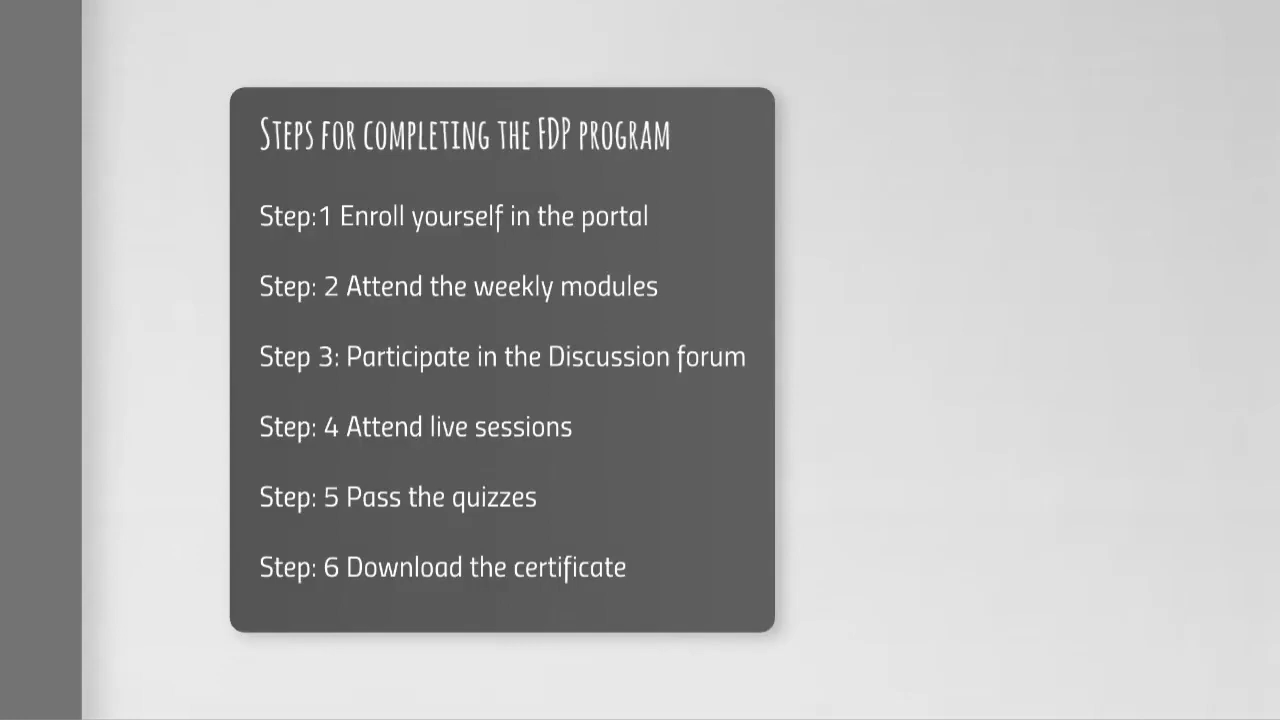 Steps for completing the FDP program
Step:1 Enroll yourself in the portal
Step: 2 Attend the weekly modules
Step 3: Participate in the Discussion forum
Step: 4 Attend live sessions
Step: 5 Pass the quizzes
Step: 6 Download the certificate